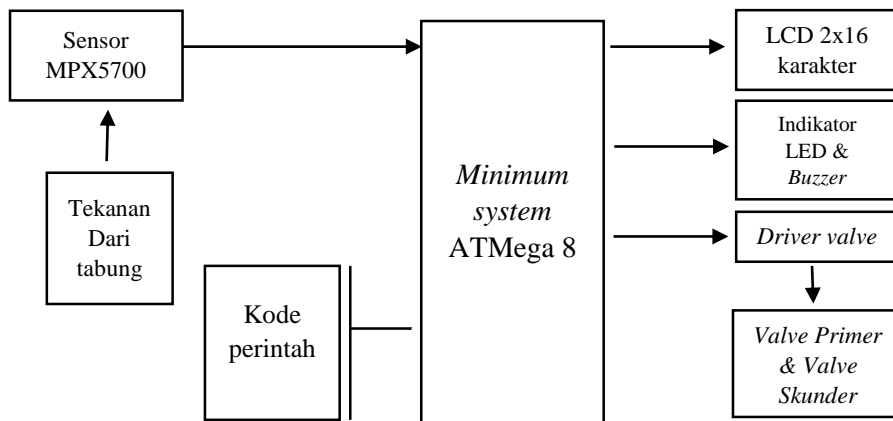 Sensor
MPX5700
Tekanan
Dari
tabung
Kode
perintah
Minimum
system
ATMega 8
LCD 2x16
karakter
Indikator
LED &
Buzzer
Driver valve
Valve Primer
& Valve
Skunder